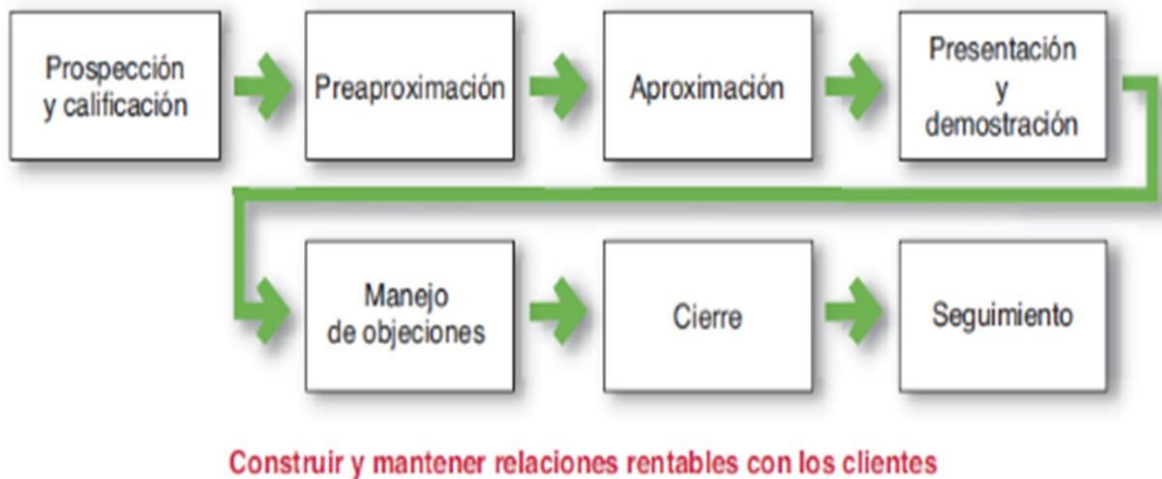 Prospección
y calificación
Preaproximación
Aproximación
Presentación
y
demostración
Manejo
de objeciones
Cierre
Seguimiento
Construir y mantener relaciones rentables con los clientes